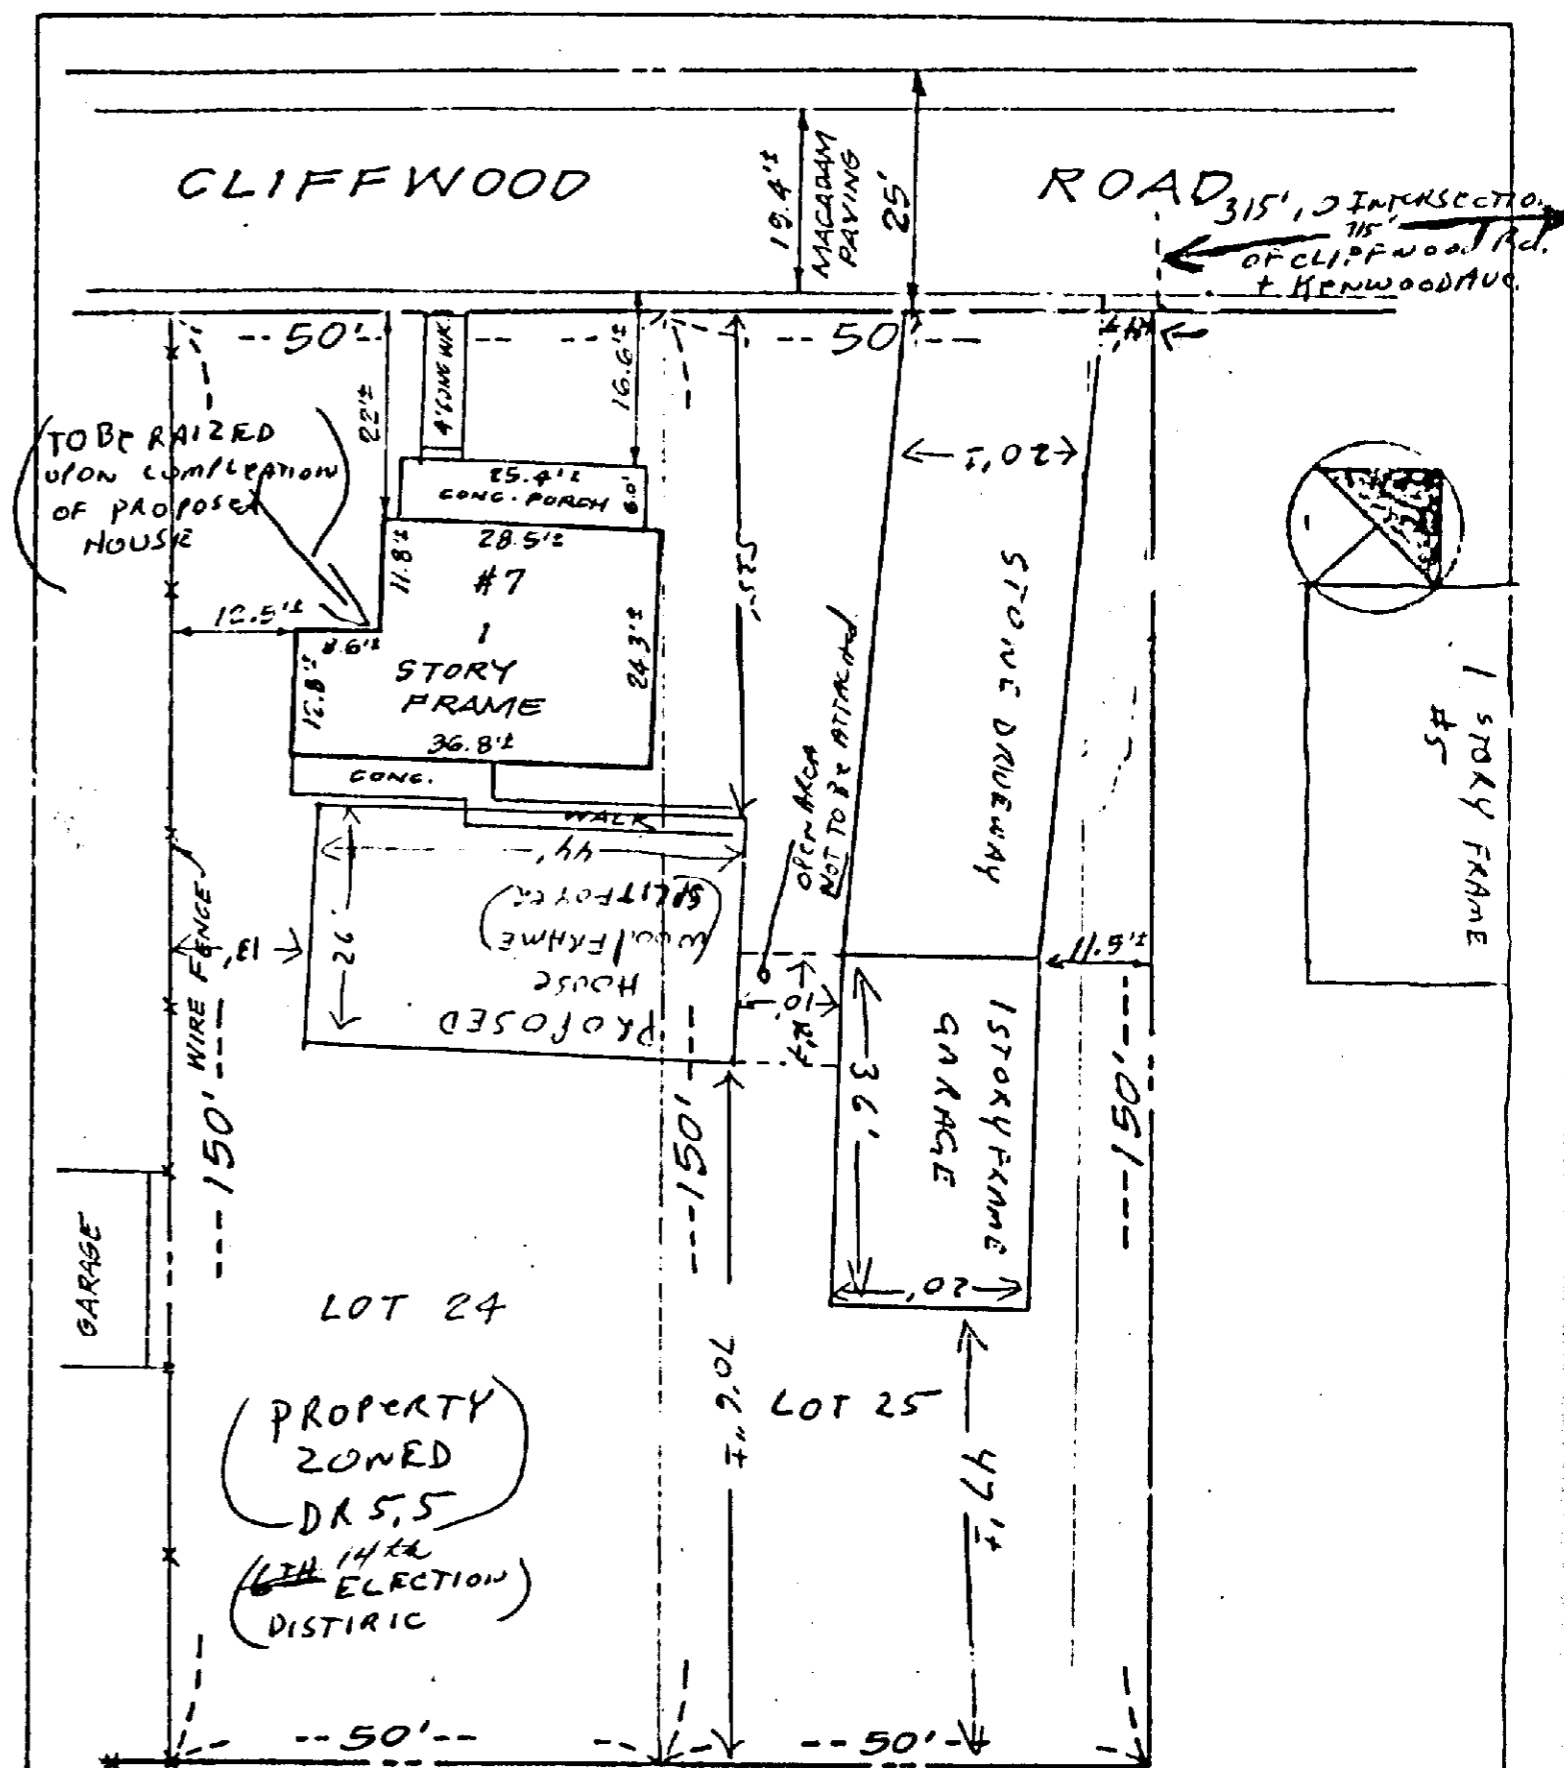 CLIFFWOOD ROAD
19.4'±
MACADAM
PAVING
25'
315', INTERSECTION
OF CLIFFWOOD Rd.
+ KENWOOD AVE.
--50'--
--50'--
22'±
4' CONC WK.
16.6'±
TO BE RAIZED
UPON COMPLEATION
OF PROPOSED
HOUSE
25.4'±
CONC. PORCH
6.0'
20'±
28.5'±
11.8'±
#7
1
STORY
FRAME
24.3'±
8.6'±
36.8'±
CONC.
WALK
STONE DRIVEWAY
OPEN AREA
NOT TO BE ATTACHED
1 STORY FRAME
#5
44'
26'
13'
WIRE FENCE
PROPOSED
HOUSE
(WOOD FRAME
SPLIT FOYER)
10'
11.5'±
1 STORY FRAME
GARAGE
36'
20'
--150'--
--150'--
--150'--
GARAGE
LOT 24
LOT 25
70'6"±
47'±
PROPERTY
ZONED
DR 5.5
6TH 14th
ELECTION
DISTIRIC
--50'--
--50'--